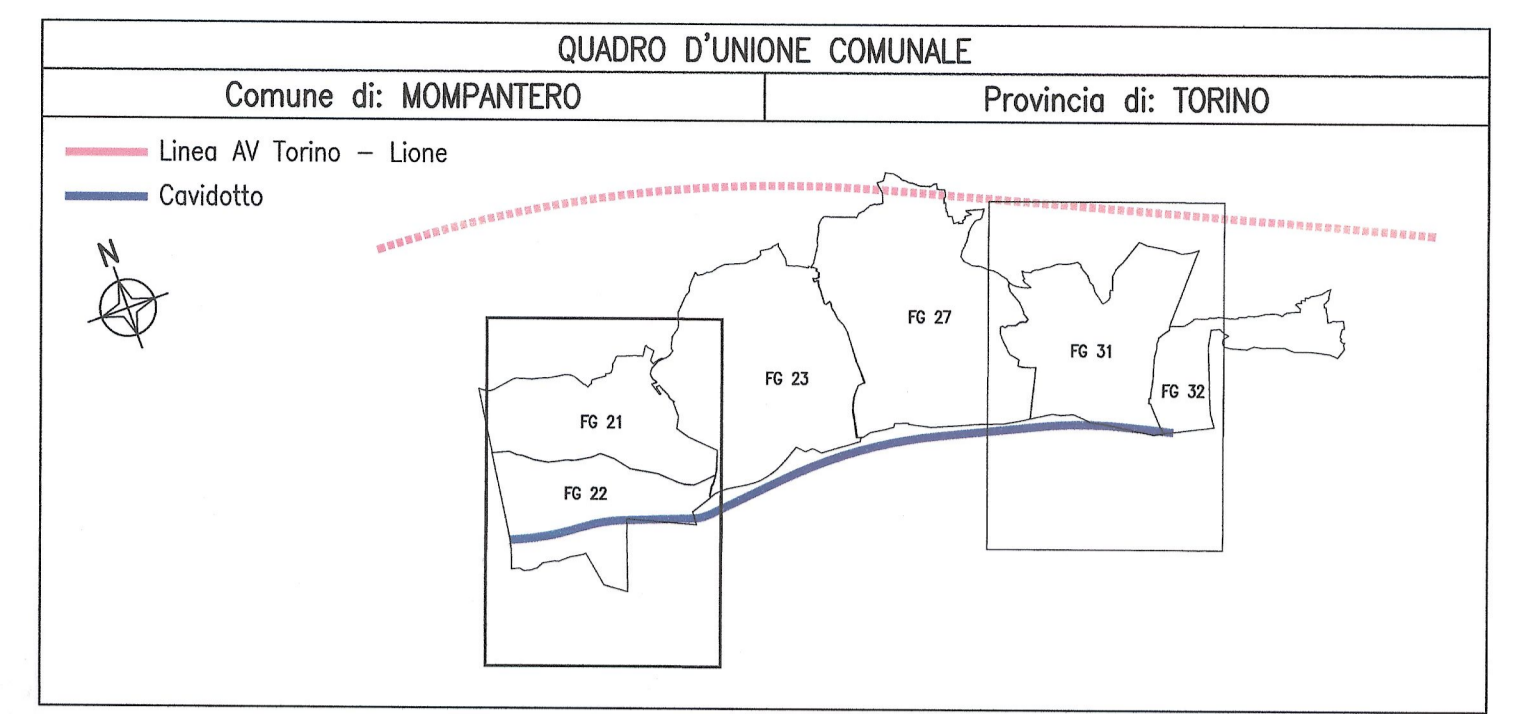 QUADRO D'UNIONE COMUNALE
Comune di: MOMPANTERO
Provincia di: TORINO
Linea AV Torino – Lione
Cavidotto
N
FG 27
FG 31
FG 23
FG 32
FG 21
FG 22